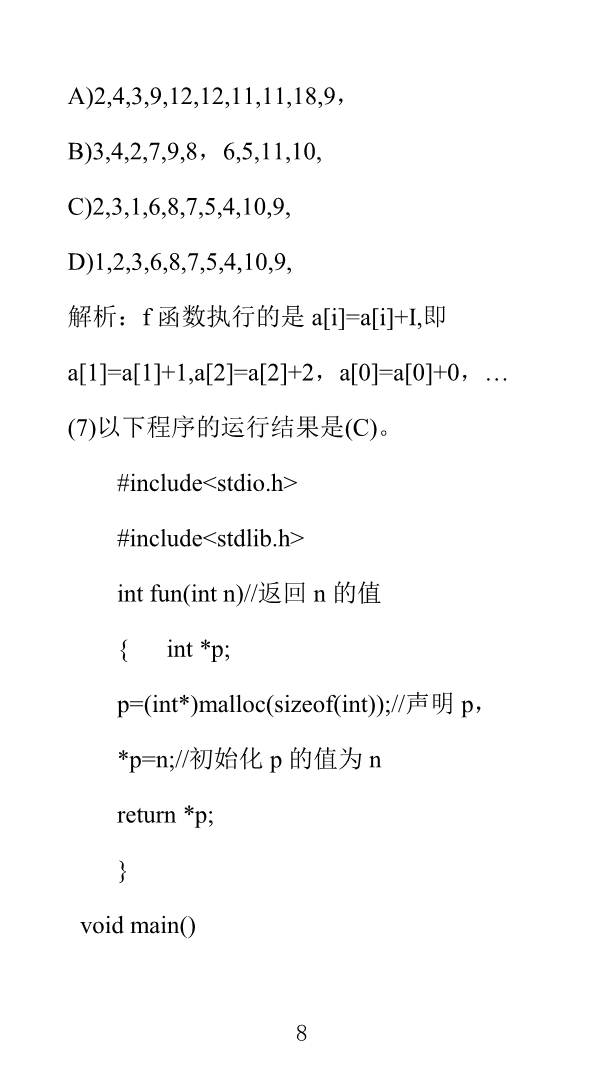 A)2,4,3,9,12,12,11,11,18,9，
B)3,4,2,7,9,8，6,5,11,10,
C)2,3,1,6,8,7,5,4,10,9,
D)1,2,3,6,8,7,5,4,10,9,
解析：f 函数执行的是 a[i]=a[i]+I,即
a[1]=a[1]+1,a[2]=a[2]+2，a[0]=a[0]+0，…
(7)以下程序的运行结果是(C)。
#include<stdio.h>
#include<stdlib.h>
int fun(int n)//返回 n 的值
{ int *p;
p=(int*)malloc(sizeof(int));//声明 p，
*p=n;//初始化 p 的值为 n
return *p;
}
void main()
8